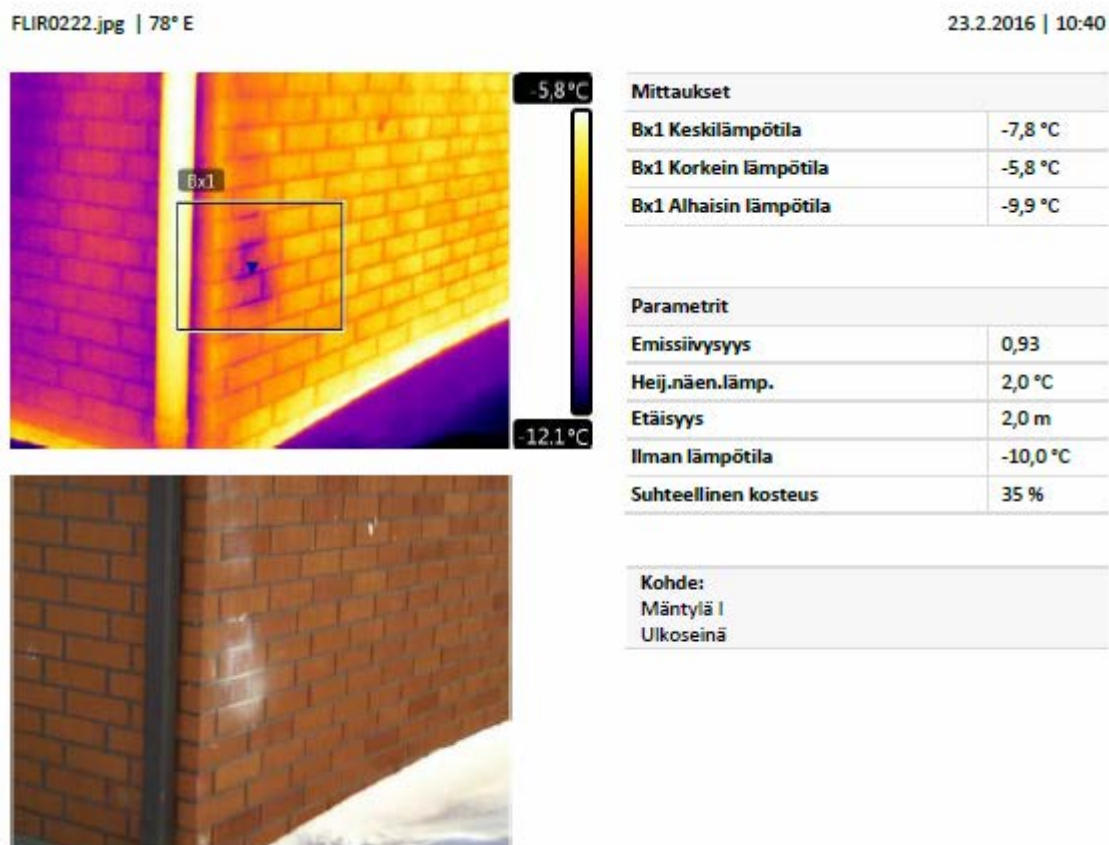 FLIR0222.jpg | 78° E
23.2.2016 | 10:40
-5,8°C
Bx1
-12.1°C
Mittaukset
Bx1 Keskilämpötila -7,8 °C
Bx1 Korkein lämpötila -5,8 °C
Bx1 Alhaisin lämpötila -9,9 °C
Parametrit
Emissiivysyys 0,93
Heij.näen.lämp. 2,0 °C
Etäisyys 2,0 m
Ilman lämpötila -10,0 °C
Suhteellinen kosteus 35 %
Kohde:
Mäntylä I
Ulkoseinä